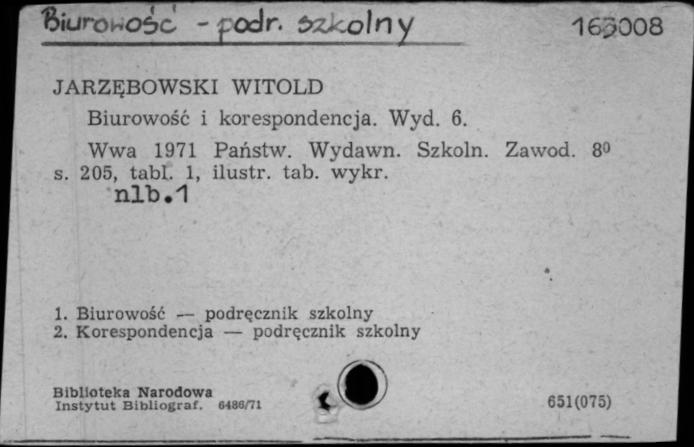 Biurowość - podr. szkolny 163008
JARZĘBOWSKI WITOLD
Biurowość i korespondencja. Wyd. 6.
Wwa 1971 Państw. Wydawn. Szkoln. Zawod. 8⁰
s. 205, tabl. 1, ilustr. tab. wykr.
nlb.1
1. Biurowość — podręcznik szkolny
2. Korespondencja — podręcznik szkolny
Biblioteka Narodowa
Instytut Bibliograf. 6486/71 651(075)